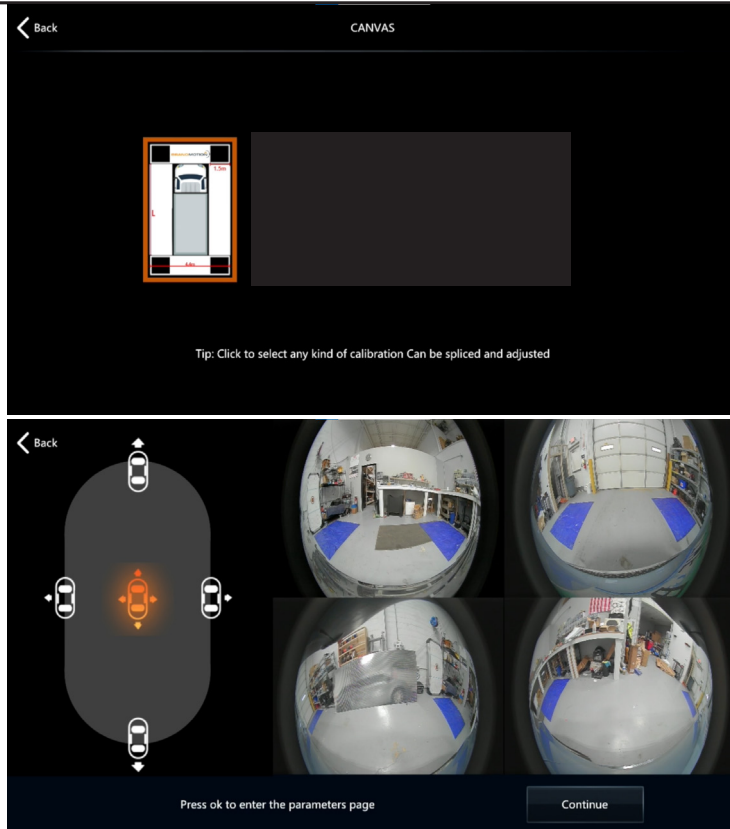 Back
CANVAS
1.5m
L
Tip: Click to select any kind of calibration Can be spliced and adjusted
Back
Press ok to enter the parameters page
Continue